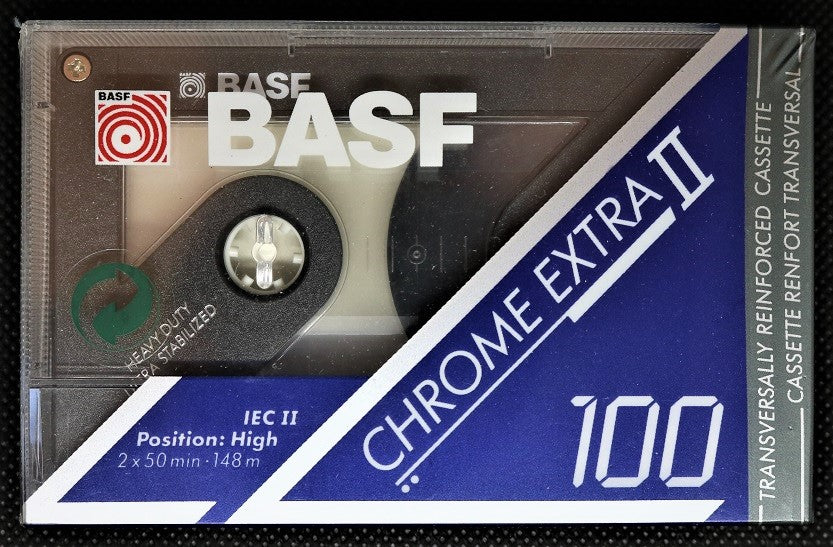 BASF
BASF
BASF
CHROME EXTRA II
HEAVY DUTY
ULTRA STABILIZED
IEC II
Position: High
2 x 50 min · 148 m
100
TRANSVERSALLY REINFORCED CASSETTE
CASSETTE RENFORT TRANSVERSAL